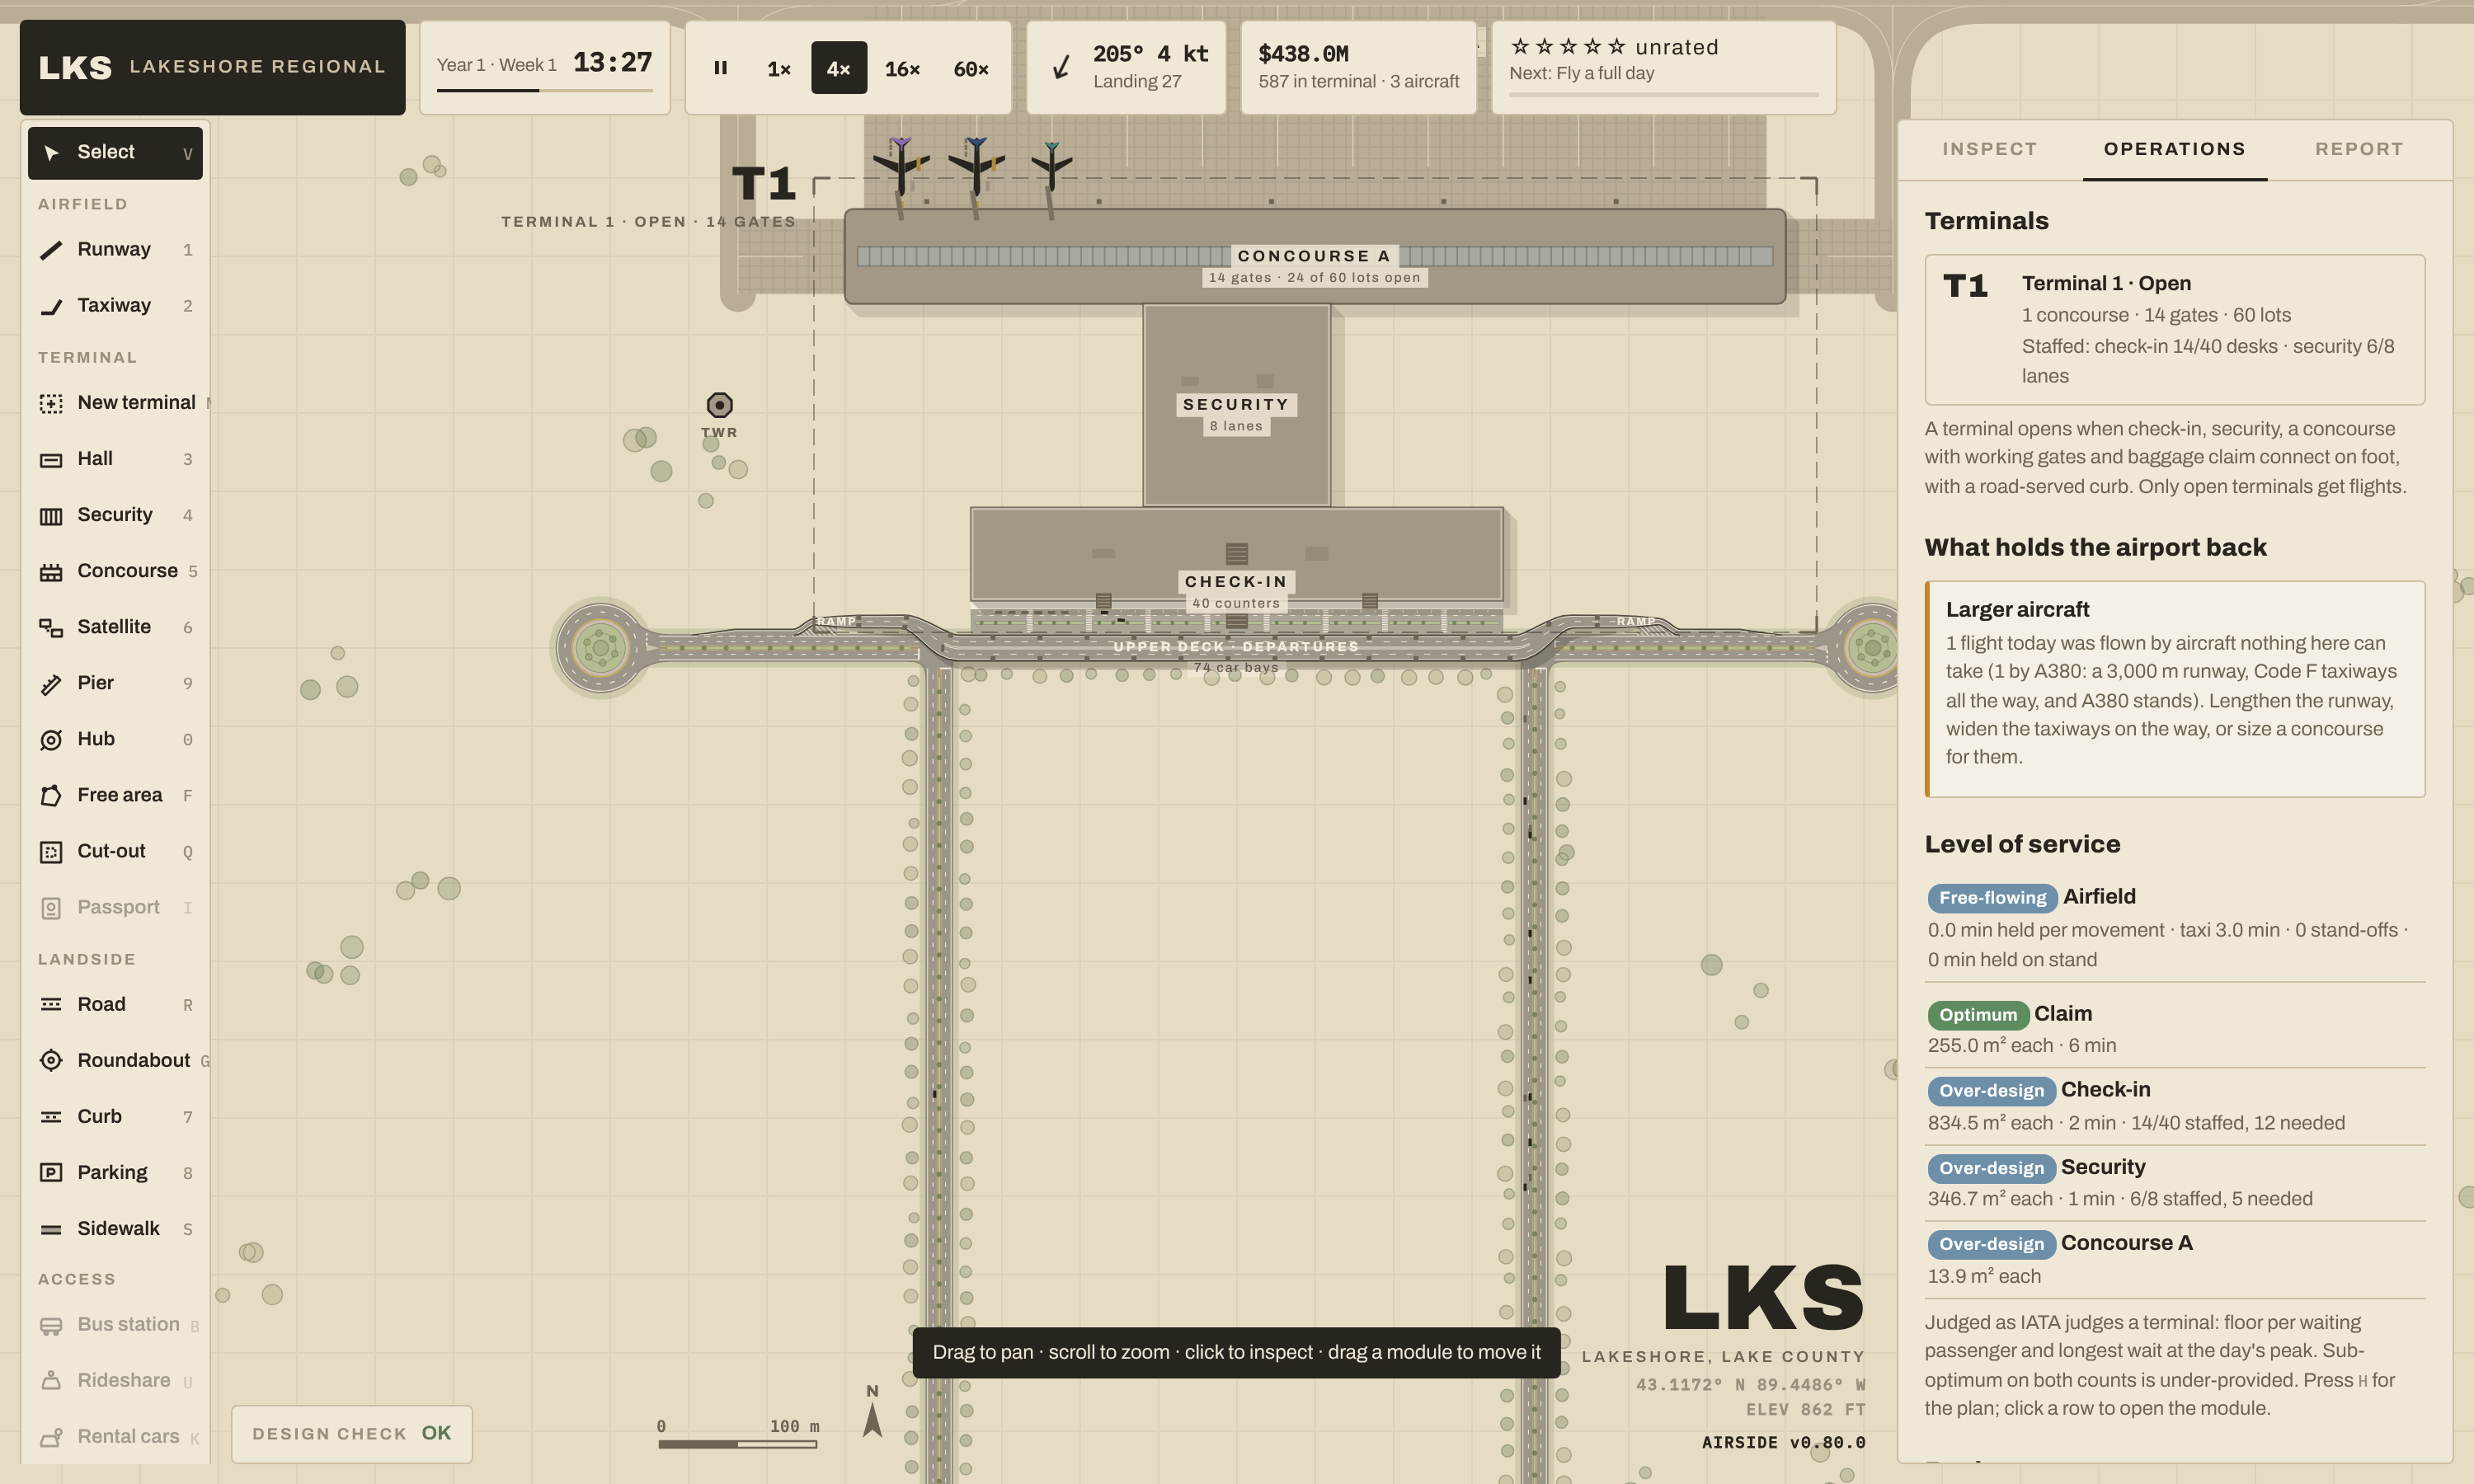 LKS LAKESHORE REGIONAL
Year 1 · Week 1 13:27
1× 4× 16× 60×
205° 4 kt
Landing 27
$438.0M
587 in terminal · 3 aircraft
☆☆☆☆☆ unrated
Next: Fly a full day
Select V
AIRFIELD
Runway 1
Taxiway 2
TERMINAL
New terminal
Hall 3
Security 4
Concourse 5
Satellite 6
Pier 9
Hub 0
Free area F
Cut-out Q
Passport I
LANDSIDE
Road R
Roundabout G
Curb 7
Parking 8
Sidewalk S
ACCESS
Bus station B
Rideshare U
Rental cars K
T1
TERMINAL 1 · OPEN · 14 GATES
CONCOURSE A
14 gates · 24 of 60 lots open
SECURITY
8 lanes
TWR
CHECK-IN
40 counters
RAMP
RAMP
UPPER DECK · DEPARTURES
74 car bays
Drag to pan · scroll to zoom · click to inspect · drag a module to move it
DESIGN CHECK OK
0 100 m
N
LKS
LAKESHORE, LAKE COUNTY
43.1172° N 89.4486° W
ELEV 862 FT
AIRSIDE v0.80.0
INSPECT OPERATIONS REPORT
Terminals
T1
Terminal 1 · Open
1 concourse · 14 gates · 60 lots
Staffed: check-in 14/40 desks · security 6/8
lanes
A terminal opens when check-in, security, a concourse
with working gates and baggage claim connect on foot,
with a road-served curb. Only open terminals get flights.
What holds the airport back
Larger aircraft
1 flight today was flown by aircraft nothing here can
take (1 by A380: a 3,000 m runway, Code F taxiways
all the way, and A380 stands). Lengthen the runway,
widen the taxiways on the way, or size a concourse
for them.
Level of service
Free-flowing Airfield
0.0 min held per movement · taxi 3.0 min · 0 stand-offs ·
0 min held on stand
Optimum Claim
255.0 m² each · 6 min
Over-design Check-in
834.5 m² each · 2 min · 14/40 staffed, 12 needed
Over-design Security
346.7 m² each · 1 min · 6/8 staffed, 5 needed
Over-design Concourse A
13.9 m² each
Judged as IATA judges a terminal: floor per waiting
passenger and longest wait at the day's peak. Sub-
optimum on both counts is under-provided. Press H for
the plan; click a row to open the module.